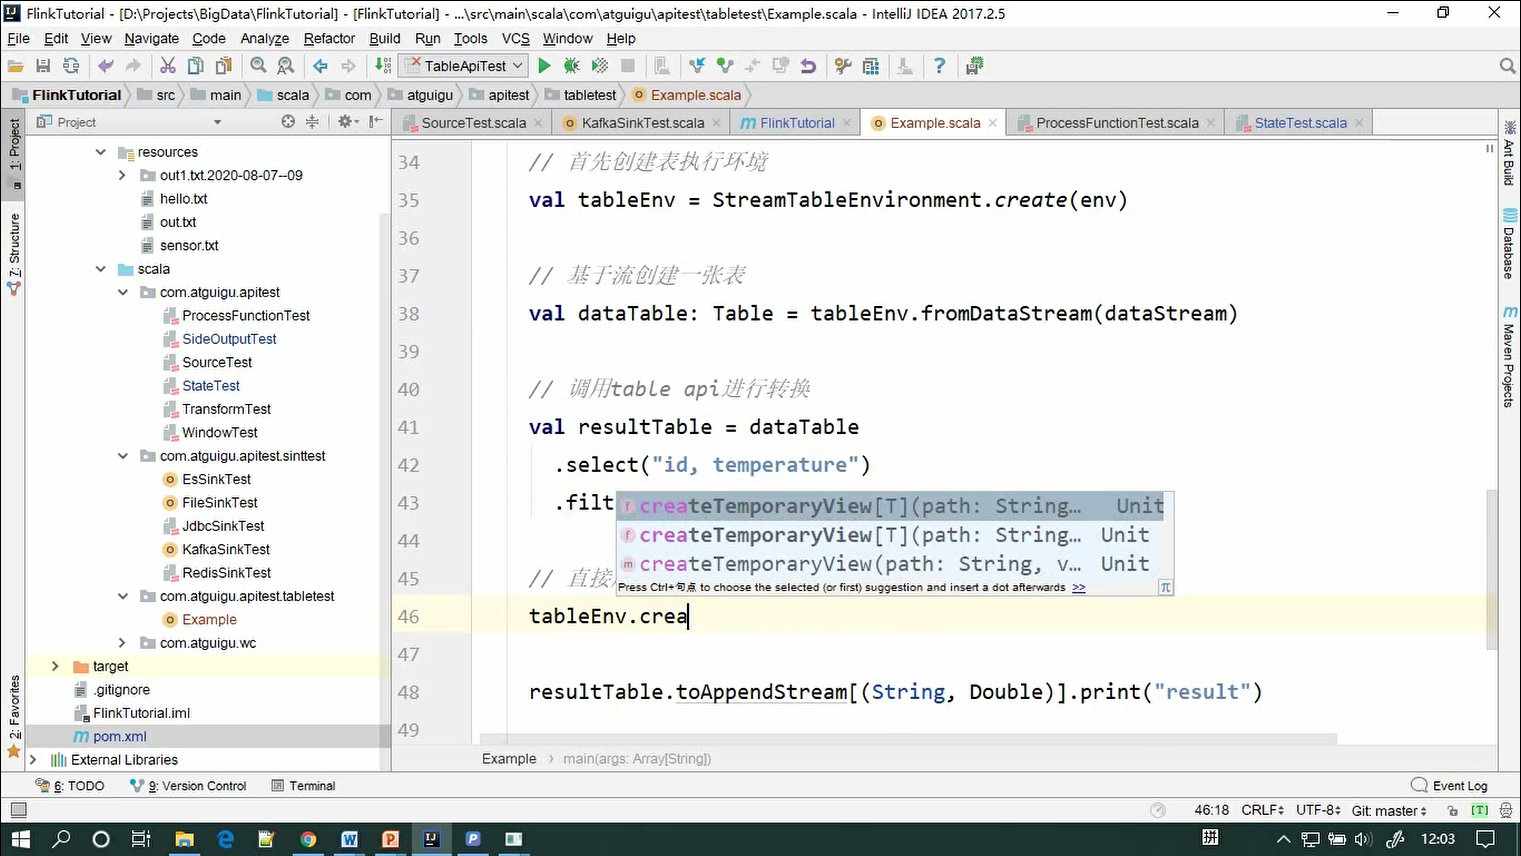 FlinkTutorial - [D:\Projects\BigData\FlinkTutorial] - [FlinkTutorial] - ...\src\main\scala\com\atguigu\apitest\tabletest\Example.scala - IntelliJ IDEA 2017.2.5
File Edit View Navigate Code Analyze Refactor Build Run Tools VCS Window Help
TableApiTest
FlinkTutorial src main scala com atguigu apitest tabletest Example.scala
Project
SourceTest.scala KafkaSinkTest.scala FlinkTutorial Example.scala ProcessFunctionTest.scala StateTest.scala
1: Project
7: Structure
2: Favorites
Ant Build
Database
Maven Projects
resources
out1.txt.2020-08-07--09
hello.txt
out.txt
sensor.txt
scala
com.atguigu.apitest
ProcessFunctionTest
SideOutputTest
SourceTest
StateTest
TransformTest
WindowTest
com.atguigu.apitest.sinttest
EsSinkTest
FileSinkTest
JdbcSinkTest
KafkaSinkTest
RedisSinkTest
com.atguigu.apitest.tabletest
Example
com.atguigu.wc
target
.gitignore
FlinkTutorial.iml
pom.xml
External Libraries
34 // 首先创建表执行环境
35 val tableEnv = StreamTableEnvironment.create(env)
36
37 // 基于流创建一张表
38 val dataTable: Table = tableEnv.fromDataStream(dataStream)
39
40 // 调用table api进行转换
41 val resultTable = dataTable
42 .select("id, temperature")
43 .filt
createTemporaryView[T](path: String… Unit
createTemporaryView[T](path: String… Unit
createTemporaryView(path: String, v… Unit
Press Ctrl+句点 to choose the selected (or first) suggestion and insert a dot afterwards >> π
44
45 // 直接
46 tableEnv.crea
47
48 resultTable.toAppendStream[(String, Double)].print("result")
49
Example › main(args: Array[String])
6: TODO 9: Version Control Terminal Event Log
46:18 CRLF UTF-8 Git: master [T]
拼 12:03